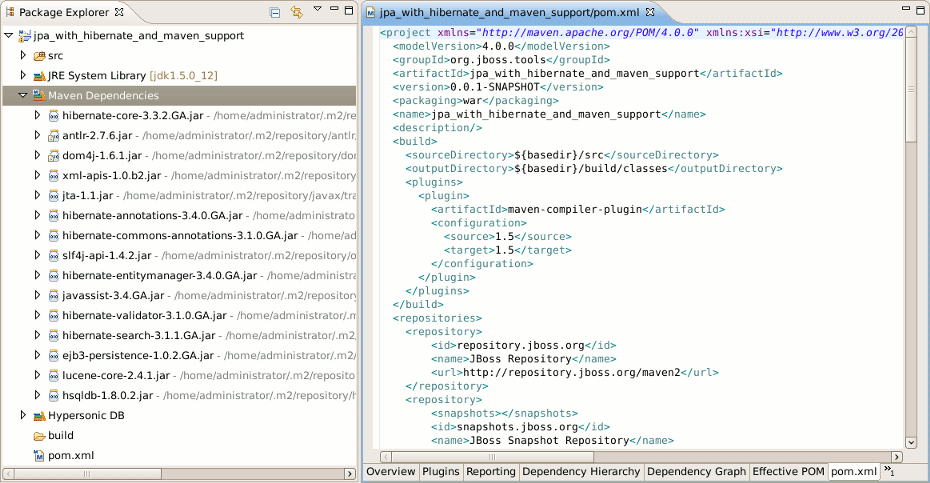 Package Explorer
jpa_with_hibernate_and_maven_support
src
JRE System Library [jdk1.5.0_12]
Maven Dependencies
hibernate-core-3.3.2.GA.jar - /home/administrator/.m2/re
antlr-2.7.6.jar - /home/administrator/.m2/repository/antlr,
dom4j-1.6.1.jar - /home/administrator/.m2/repository/dor
xml-apis-1.0.b2.jar - /home/administrator/.m2/repository
jta-1.1.jar - /home/administrator/.m2/repository/javax/tra
hibernate-annotations-3.4.0.GA.jar - /home/administrato
hibernate-commons-annotations-3.1.0.GA.jar - /home/ad
slf4j-api-1.4.2.jar - /home/administrator/.m2/repository/o
hibernate-entitymanager-3.4.0.GA.jar - /home/administra
javassist-3.4.GA.jar - /home/administrator/.m2/repository
hibernate-validator-3.1.0.GA.jar - /home/administrator/.m
hibernate-search-3.1.1.GA.jar - /home/administrator/.m2
ejb3-persistence-1.0.2.GA.jar - /home/administrator/.m2
lucene-core-2.4.1.jar - /home/administrator/.m2/reposito
hsqldb-1.8.0.2.jar - /home/administrator/.m2/repository/h
Hypersonic DB
build
pom.xml
jpa_with_hibernate_and_maven_support/pom.xml
<project xmlns="http://maven.apache.org/POM/4.0.0" xmlns:xsi="http://www.w3.org/20
<modelVersion>4.0.0</modelVersion>
<groupId>org.jboss.tools</groupId>
<artifactId>jpa_with_hibernate_and_maven_support</artifactId>
<version>0.0.1-SNAPSHOT</version>
<packaging>war</packaging>
<name>jpa_with_hibernate_and_maven_support</name>
<description/>
<build>
<sourceDirectory>${basedir}/src</sourceDirectory>
<outputDirectory>${basedir}/build/classes</outputDirectory>
<plugins>
<plugin>
<artifactId>maven-compiler-plugin</artifactId>
<configuration>
<source>1.5</source>
<target>1.5</target>
</configuration>
</plugin>
</plugins>
</build>
<repositories>
<repository>
<id>repository.jboss.org</id>
<name>JBoss Repository</name>
<url>http://repository.jboss.org/maven2</url>
</repository>
<repository>
<snapshots></snapshots>
<id>snapshots.jboss.org</id>
<name>JBoss Snapshot Repository</name>
Overview Plugins Reporting Dependency Hierarchy Dependency Graph Effective POM pom.xml »1